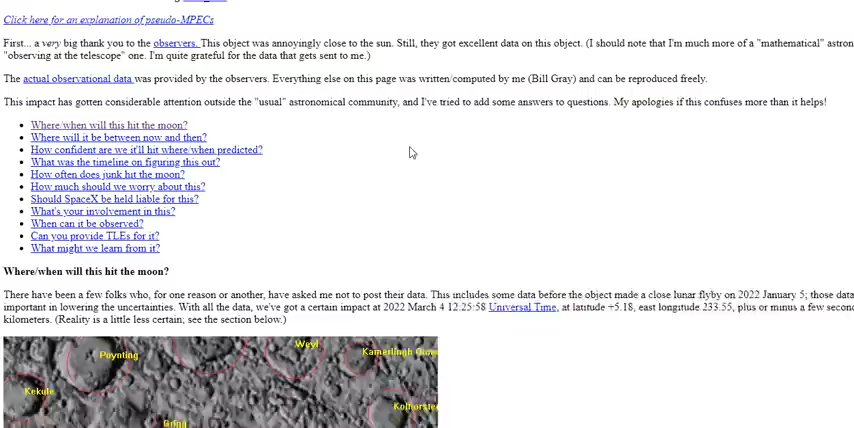 Click here for an explanation of pseudo-MPECs
First... a very big thank you to the observers. This object was annoyingly close to the sun. Still, they got excellent data on this object. (I should note that I'm much more of a "mathematical" astron
"observing at the telescope" one. I'm quite grateful for the data that gets sent to me.)
The actual observational data was provided by the observers. Everything else on this page was written/computed by me (Bill Gray) and can be reproduced freely.
This impact has gotten considerable attention outside the "usual" astronomical community, and I've tried to add some answers to questions. My apologies if this confuses more than it helps!
Where/when will this hit the moon?
Where will it be between now and then?
How confident are we it'll hit where/when predicted?
What was the timeline on figuring this out?
How often does junk hit the moon?
How much should we worry about this?
Should SpaceX be held liable for this?
What's your involvement in this?
When can it be observed?
Can you provide TLEs for it?
What might we learn from it?
Where/when will this hit the moon?
There have been a few folks who, for one reason or another, have asked me not to post their data. This includes some data before the object made a close lunar flyby on 2022 January 5; those data
important in lowering the uncertainties. With all the data, we've got a certain impact at 2022 March 4 12:25:58 Universal Time, at latitude +5.18, east longitude 233.55, plus or minus a few secon
kilometers. (Reality is a little less certain; see the section below.)
Weyl
Poynting
Kamerlingh Onnes
Kekule
Kolhorste
Grigg